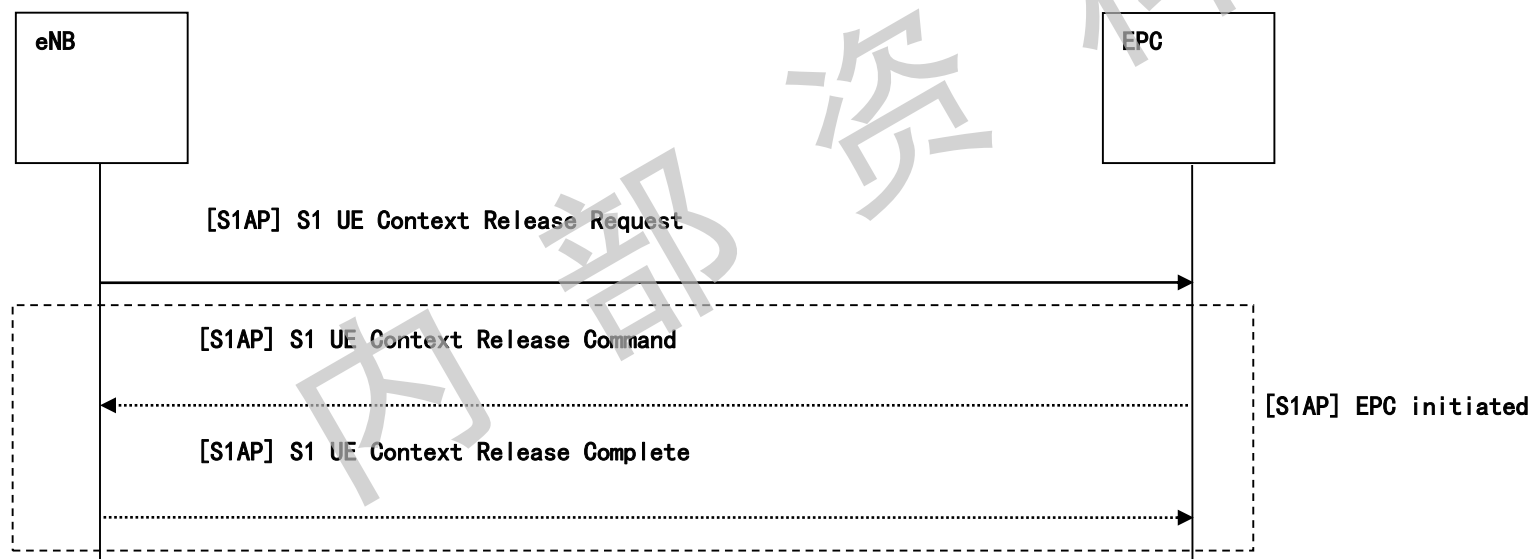 eNB
EPC
[S1AP] S1 UE Context Release Request
[S1AP] S1 UE Context Release Command
[S1AP] EPC initiated
[S1AP] S1 UE Context Release Complete
内部资料